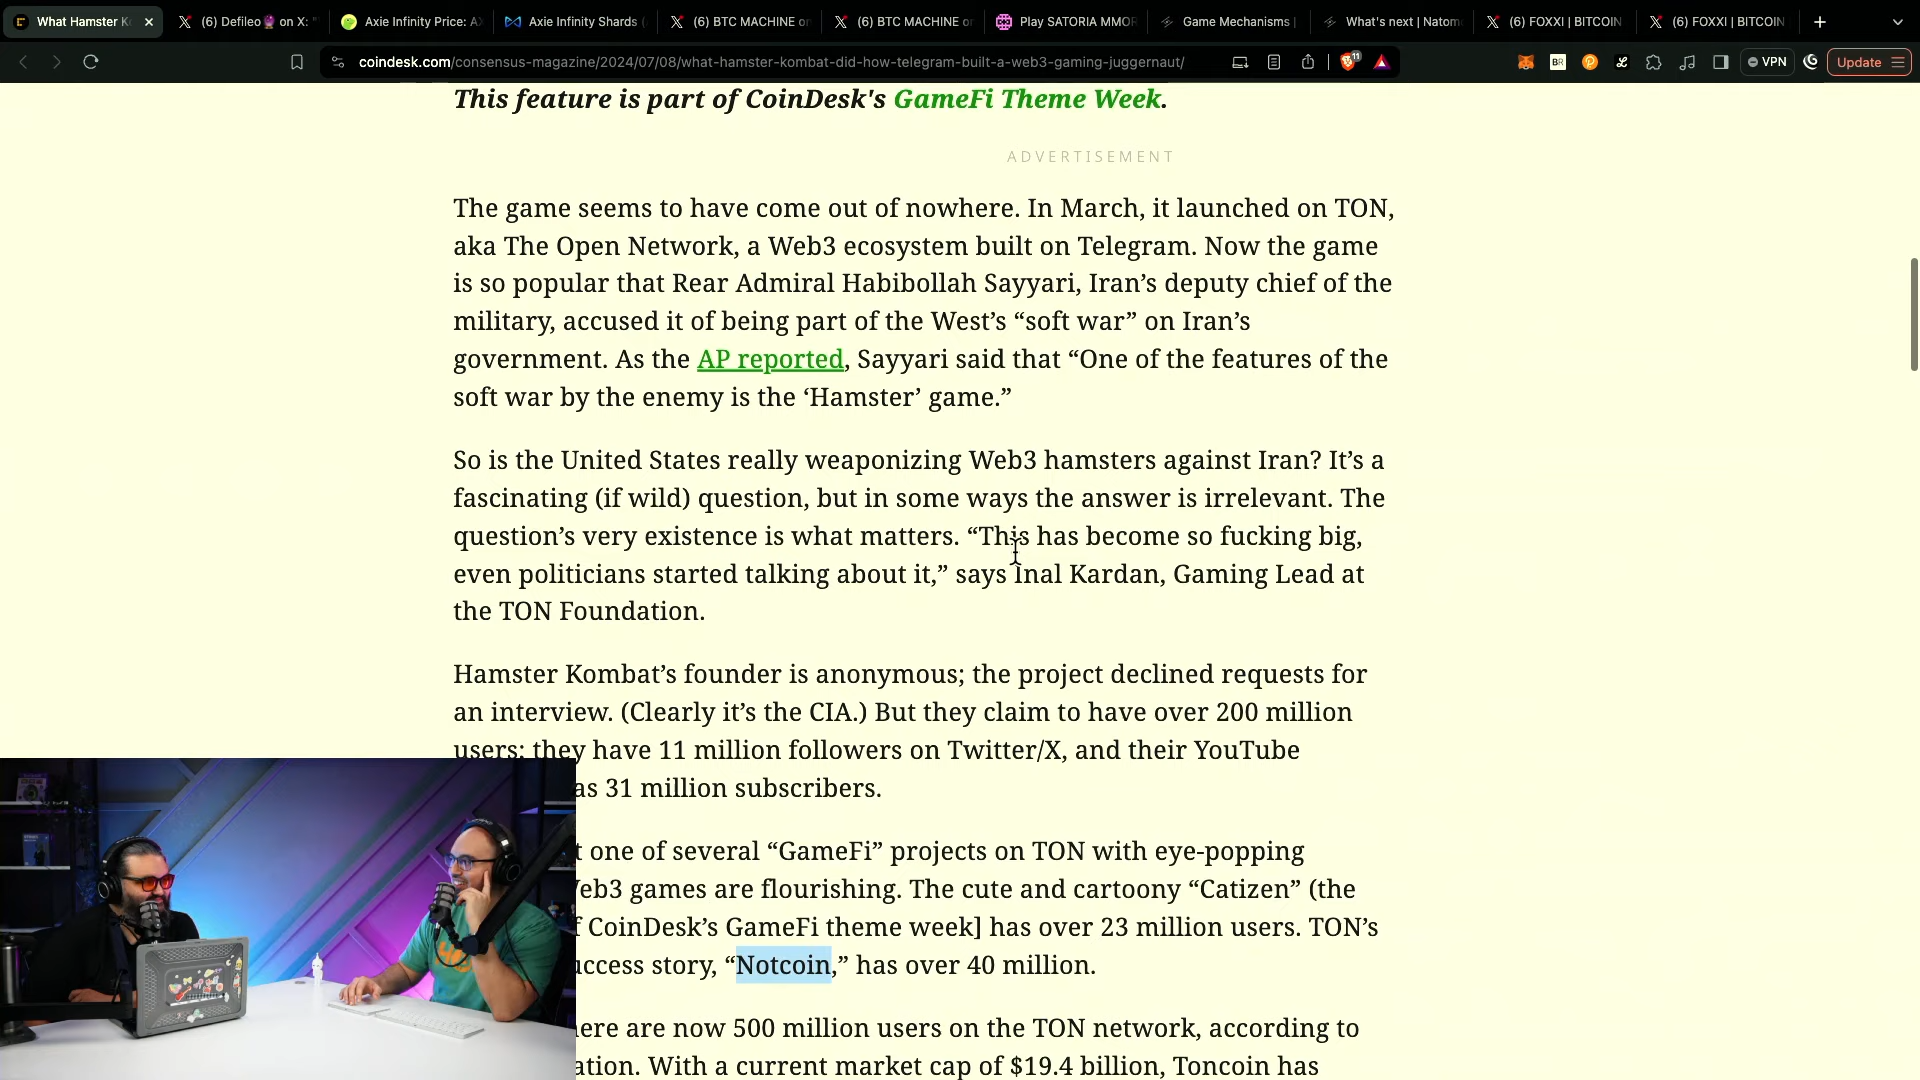 What Hamster K
(6) Defileo🔮 on X: "
Axie Infinity Price: A
Axie Infinity Shards (
(6) BTC MACHINE o
(6) BTC MACHINE o
Play SATORIA MMOR
Game Mechanisms |
What's next | Natom
(6) FOXXI | BITCOIN
(6) FOXXI | BITCOIN
coindesk.com/consensus-magazine/2024/07/08/what-hamster-kombat-did-how-telegram-built-a-web3-gaming-juggernaut/
11
BR
VPN
Update
This feature is part of CoinDesk's GameFi Theme Week.
ADVERTISEMENT
The game seems to have come out of nowhere. In March, it launched on TON,
aka The Open Network, a Web3 ecosystem built on Telegram. Now the game
is so popular that Rear Admiral Habibollah Sayyari, Iran’s deputy chief of the
military, accused it of being part of the West’s “soft war” on Iran’s
government. As the AP reported, Sayyari said that “One of the features of the
soft war by the enemy is the ‘Hamster’ game.”
So is the United States really weaponizing Web3 hamsters against Iran? It’s a
fascinating (if wild) question, but in some ways the answer is irrelevant. The
question’s very existence is what matters. “This has become so fucking big,
even politicians started talking about it,” says Inal Kardan, Gaming Lead at
the TON Foundation.
Hamster Kombat’s founder is anonymous; the project declined requests for
an interview. (Clearly it’s the CIA.) But they claim to have over 200 million
users; they have 11 million followers on Twitter/X, and their YouTube
as 31 million subscribers.
t one of several “GameFi” projects on TON with eye-popping
Web3 games are flourishing. The cute and cartoony “Catizen” (the
f CoinDesk’s GameFi theme week] has over 23 million users. TON’s
uccess story, “Notcoin,” has over 40 million.
ere are now 500 million users on the TON network, according to
ation. With a current market cap of $19.4 billion, Toncoin has